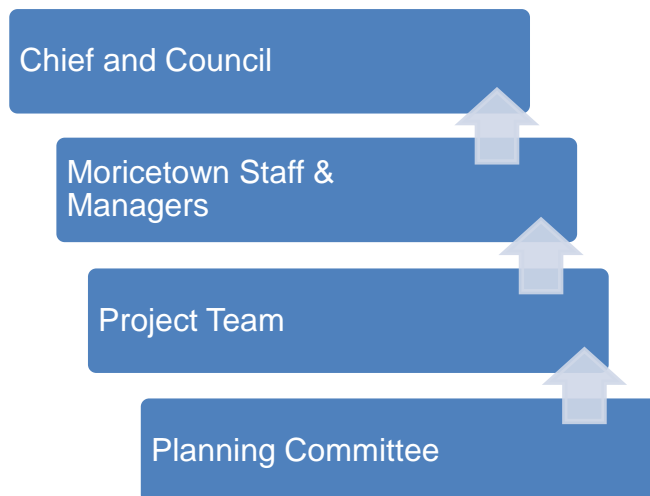 Chief and Council
Moricetown Staff &
Managers
Project Team
Planning Committee